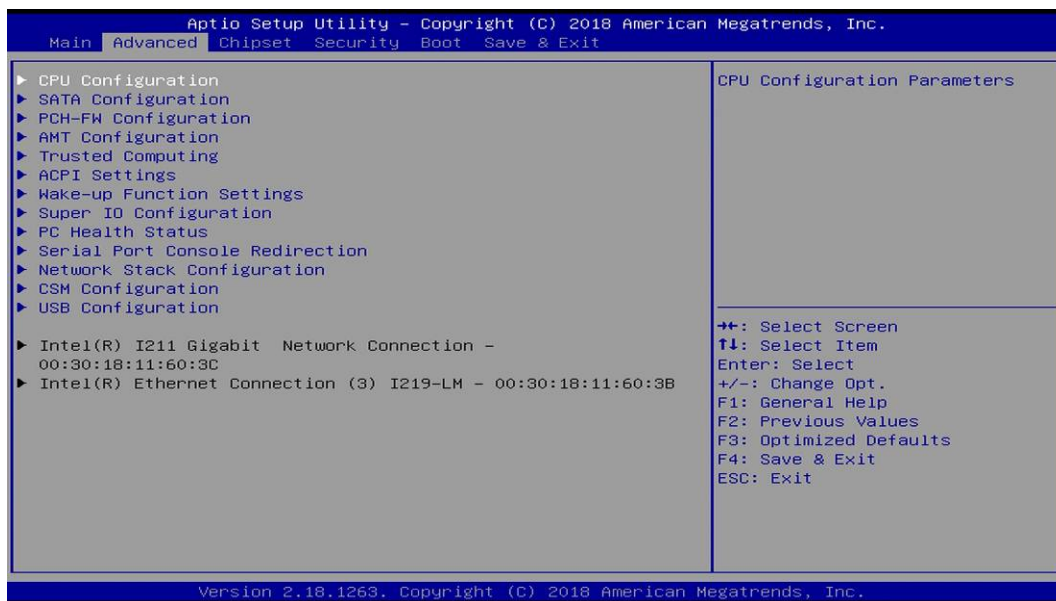 Aptio Setup Utility – Copyright (C) 2018 American Megatrends, Inc.
Main Advanced Chipset Security Boot Save & Exit
▶ CPU Configuration
▶ SATA Configuration
▶ PCH-FW Configuration
▶ AMT Configuration
▶ Trusted Computing
▶ ACPI Settings
▶ Wake-up Function Settings
▶ Super IO Configuration
▶ PC Health Status
▶ Serial Port Console Redirection
▶ Network Stack Configuration
▶ CSM Configuration
▶ USB Configuration
▶ Intel(R) I211 Gigabit  Network Connection –
00:30:18:11:60:3C
▶ Intel(R) Ethernet Connection (3) I219-LM – 00:30:18:11:60:3B
CPU Configuration Parameters
→←: Select Screen
↑↓: Select Item
Enter: Select
+/-: Change Opt.
F1: General Help
F2: Previous Values
F3: Optimized Defaults
F4: Save & Exit
ESC: Exit
Version 2.18.1263. Copyright (C) 2018 American Megatrends, Inc.